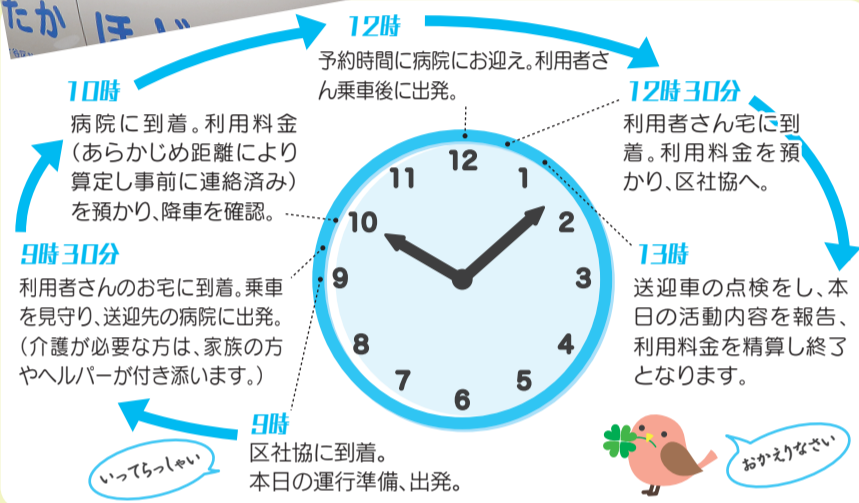 たか
ほ
12時
予約時間に病院にお迎え。利用者さ
ん乗車後に出発。
10時
病院に到着。利用料金
（あらかじめ距離により
算定し事前に連絡済み）
を預かり、降車を確認。
12時30分
利用者さん宅に到
着。利用料金を預
かり、区社協へ。
9時30分
利用者さんのお宅に到着。乗車
を見守り、送迎先の病院に出発。
（介護が必要な方は、家族の方
やヘルパーが付き添います。）
13時
送迎車の点検をし、本
日の活動内容を報告、
利用料金を精算し終了
となります。
9時
区社協に到着。
本日の運行準備、出発。
いってらっしゃい
おかえりなさい
12
1
2
3
4
5
6
7
8
9
10
11